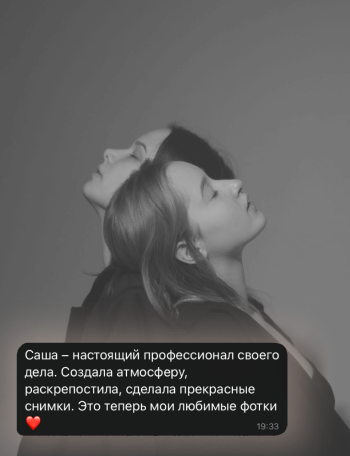 Саша – настоящий профессионал своего
дела. Создала атмосферу,
раскрепостила, сделала прекрасные
снимки. Это теперь мои любимые фотки
❤️
19:33